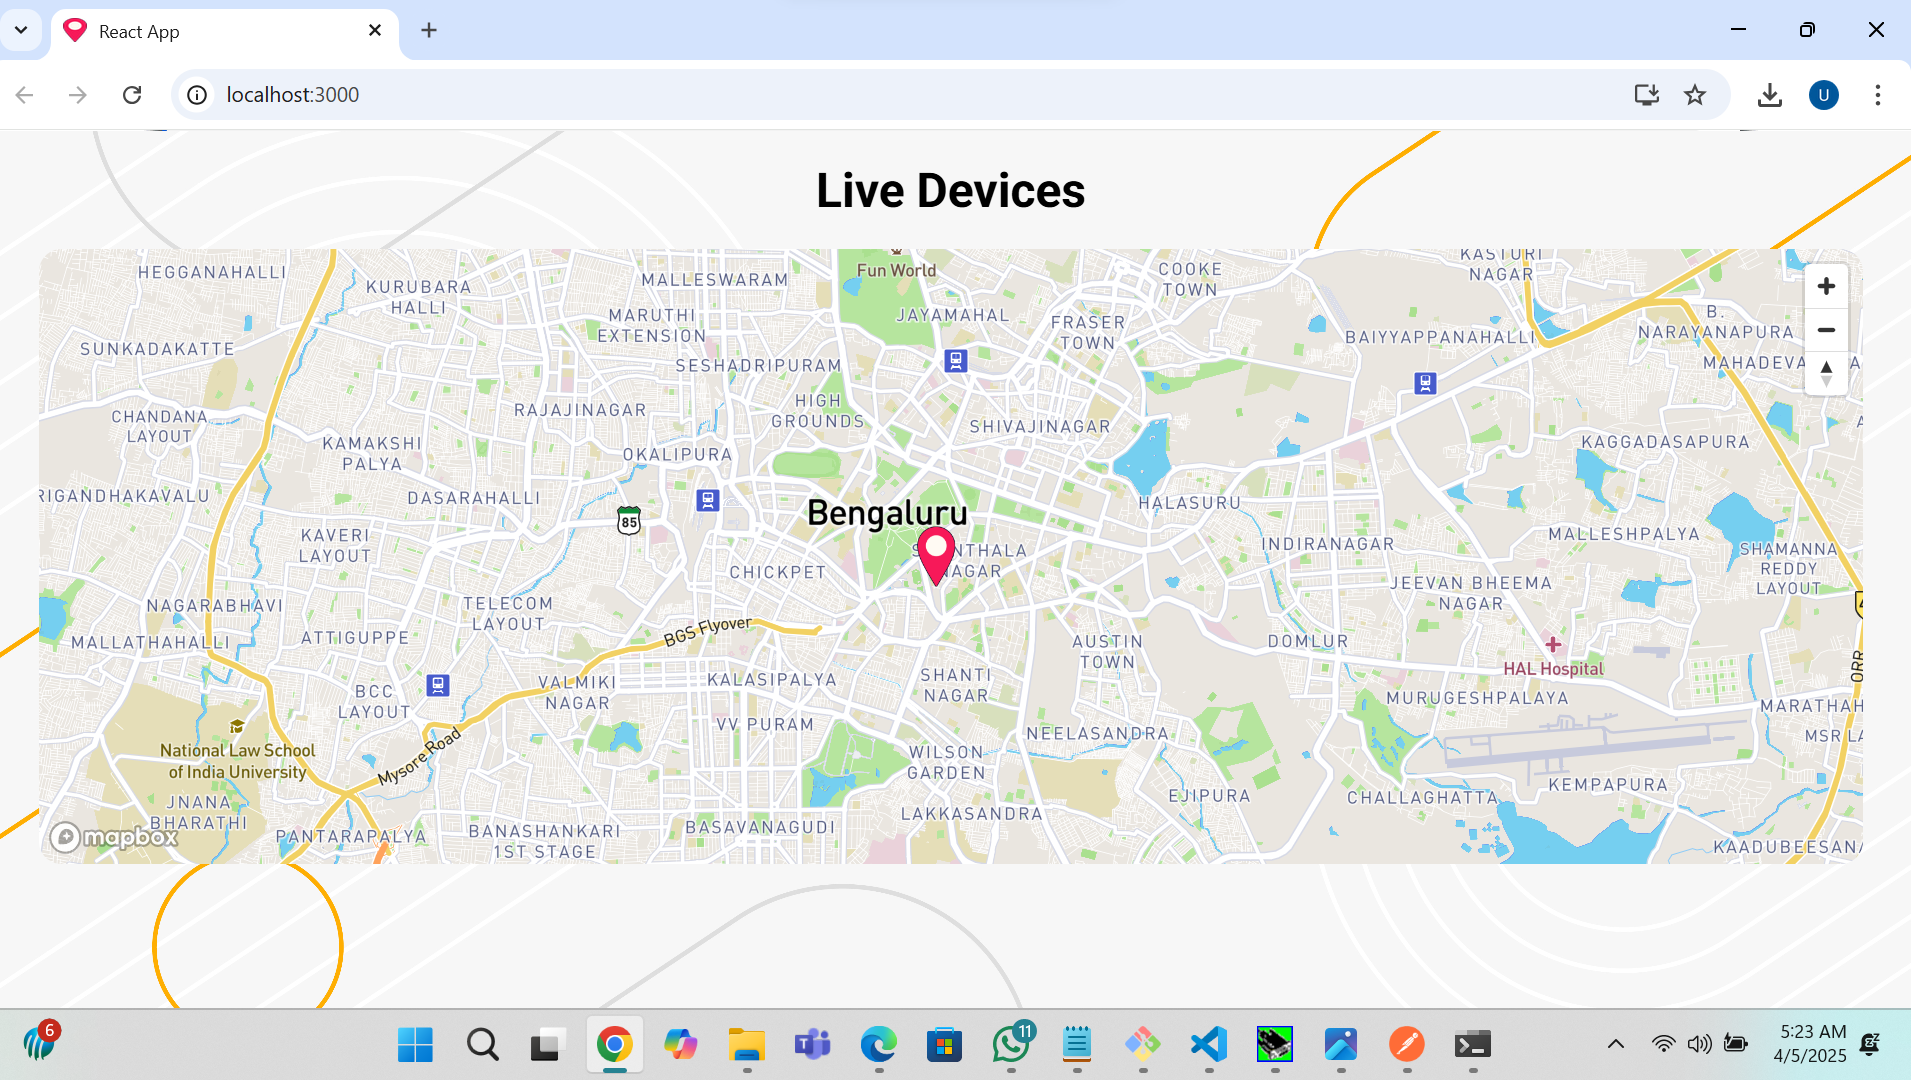 React App
localhost:3000
U
Live Devices
HEGGANAHALLI
KURUBARA
HALLI
MALLESWARAM
Fun World
COOKE
TOWN
KASTURI
NAGAR
MARUTHI
EXTENSION
JAYAMAHAL
FRASER
TOWN
B.
NARAYANAPURA
BAIYYAPPANAHALLI
SUNKADAKATTE
SESHADRIPURAM
MAHADEVA
A
CHANDANA
LAYOUT
RAJAJINAGAR
HIGH
GROUNDS
SHIVAJINAGAR
KAMAKSHI
PALYA
OKALIPURA
KAGGADASAPURA
RIGANDHAKAVALU
DASARAHALLI
85
Bengaluru
HALASURU
KAVERI
LAYOUT
CHICKPET
NTHALA
NAGAR
INDIRANAGAR
MALLESHPALYA
SHAMANNA
REDDY
LAYOUT
JEEVAN BHEEMA
NAGAR
NAGARABHAVI
TELECOM
LAYOUT
MALLATHAHALLI
ATTIGUPPE
BGS Flyover
AUSTIN
TOWN
DOMLUR
HAL Hospital
ORR
BCC
LAYOUT
VALMIKI
NAGAR
KALASIPALYA
SHANTI
NAGAR
MURUGESHPALAYA
MARATHAH
VV PURAM
NEELASANDRA
MSR LA
National Law School
of India University
Mysore Road
WILSON
GARDEN
KEMPAPURA
JNANA
BHARATHI
EJIPURA
CHALLAGHATTA
LAKKASANDRA
mapbox
PANTARAPALYA
BANASHANKARI
1ST STAGE
BASAVANAGUDI
KAADUBEESANA
6
11
5:23 AM
4/5/2025